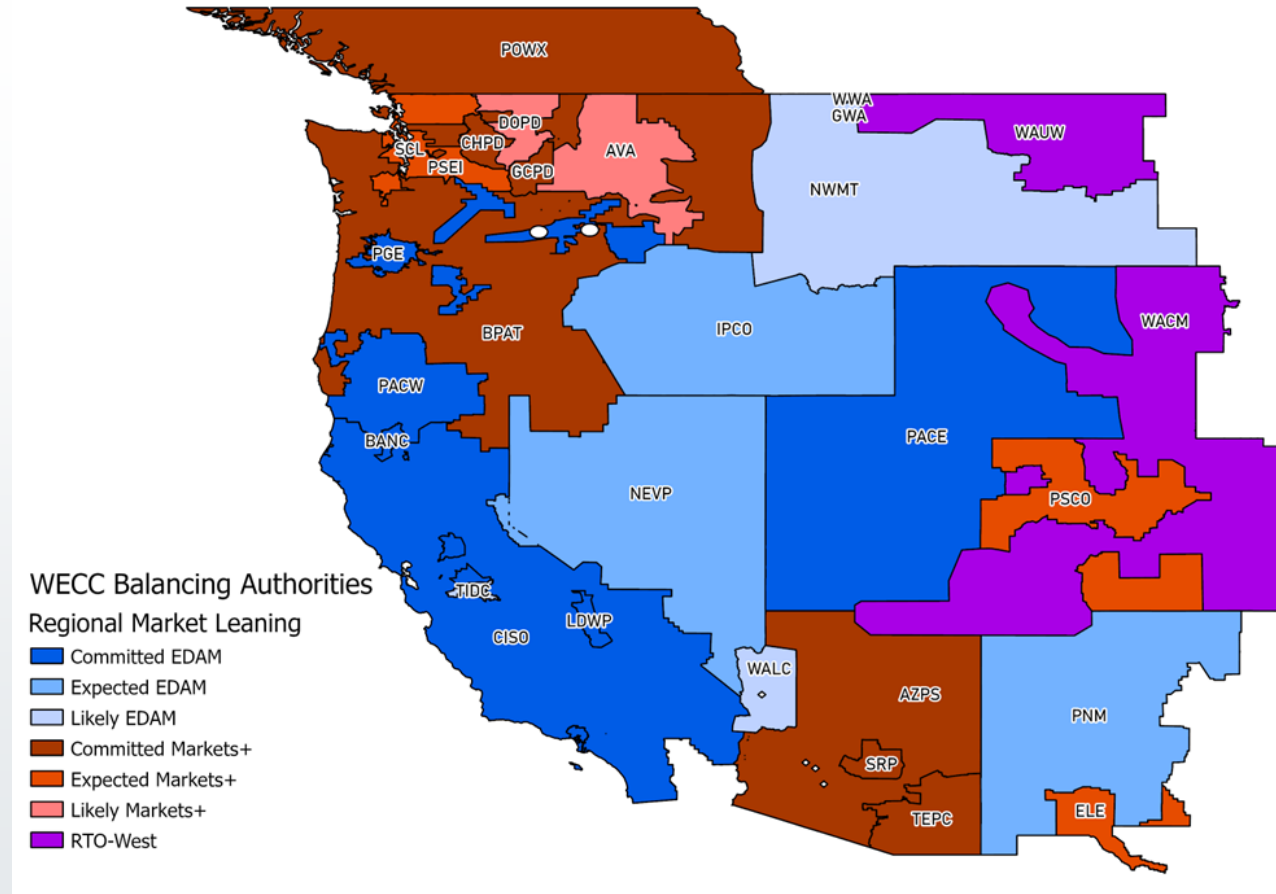 POWX
WWA
GWA
WAUW
DOPD
SCL
CHPD
AVA
PSEI
GCPD
NWMT
PGE
WACM
IPCO
BPAT
PACW
PACE
BANC
NEVP
PSCO
WECC Balancing Authorities
Regional Market Leaning
Committed EDAM
Expected EDAM
Likely EDAM
Committed Markets+
Expected Markets+
Likely Markets+
RTO-West
TIDC
LDWP
CISO
WALC
AZPS
PNM
SRP
TEPC
ELE